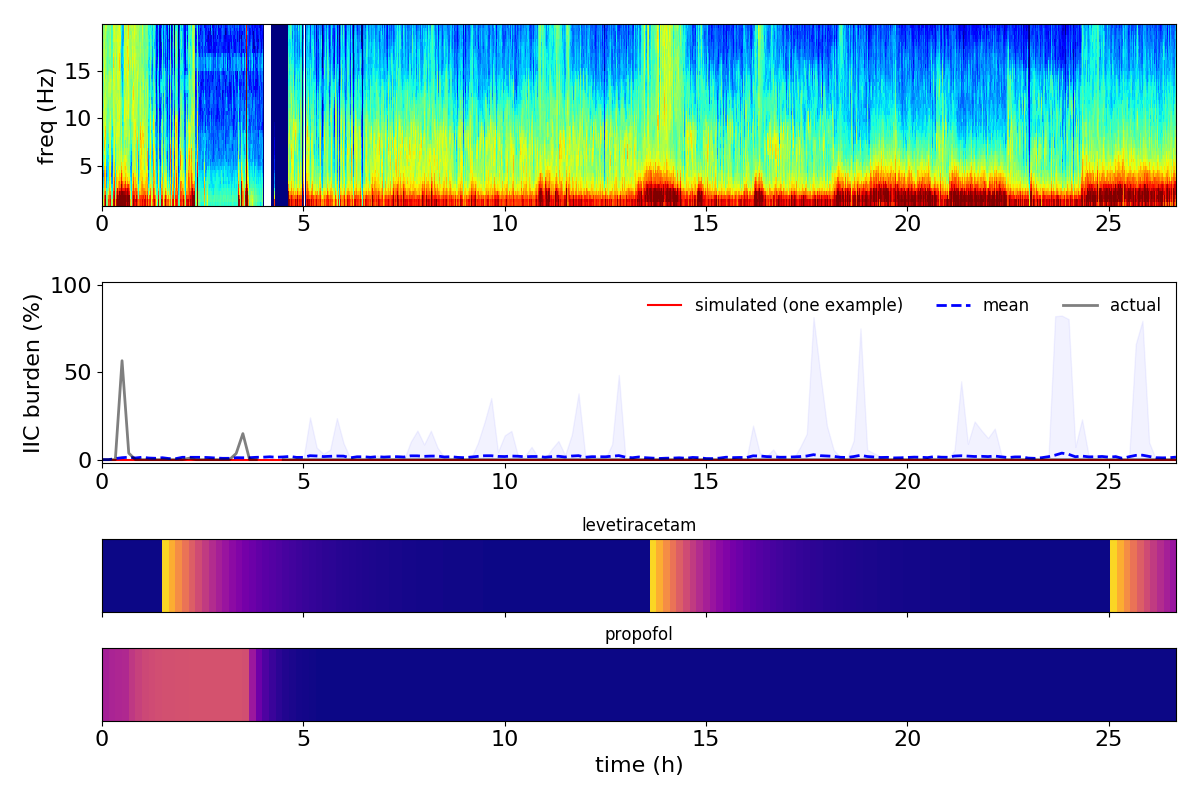 freq (Hz)
15
10
5
0 5 10 15 20 25
IIC burden (%)
100
50
0
simulated (one example) mean actual
0 5 10 15 20 25
levetiracetam
propofol
0 5 10 15 20 25
time (h)